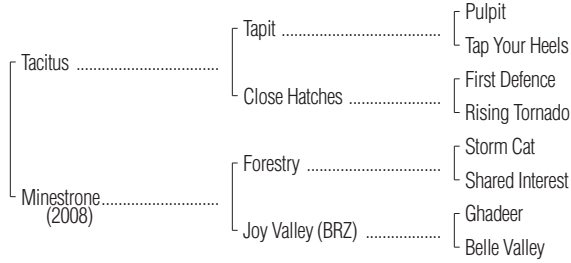 Pulpit
Tapit
Tap Your Heels
Tacitus
First Defence
Close Hatches
Rising Tornado
Storm Cat
Forestry
Shared Interest
Minestrone
(2008)
Ghadeer
Joy Valley (BRZ)
Belle Valley